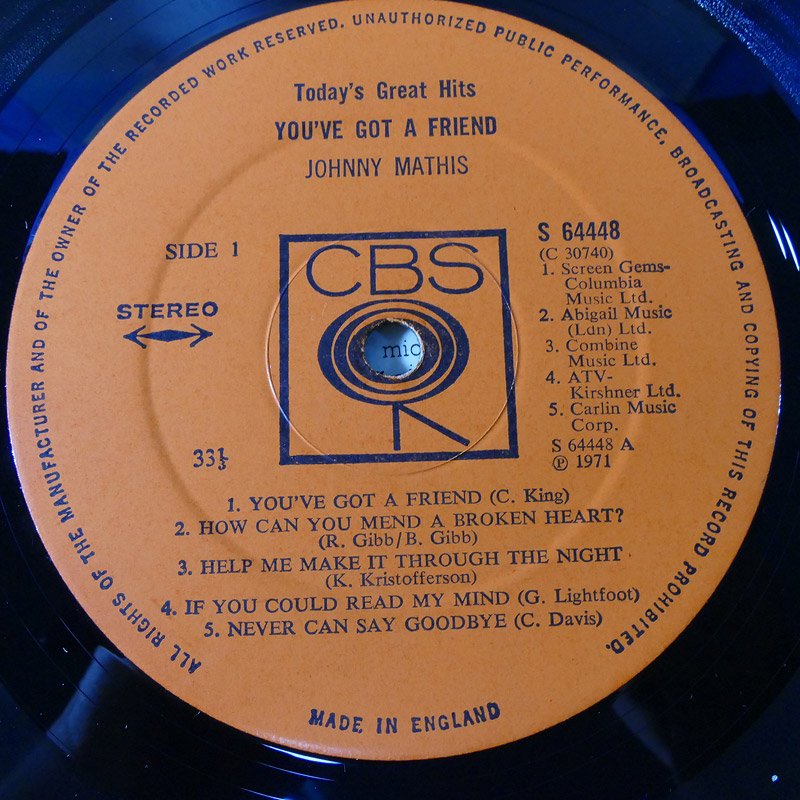 ALL RIGHTS OF THE MANUFACTURER AND OF THE OWNER OF THE RECORDED WORK RESERVED. UNAUTHORIZED PUBLIC PERFORMANCE, BROADCASTING AND COPYING OF THIS RECORD PROHIBITED.
Today's Great Hits
YOU'VE GOT A FRIEND
JOHNNY MATHIS
SIDE 1
STEREO
33⅓
CBS
mic
S 64448
(C 30740)
1. Screen Gems-
Columbia
Music Ltd.
2. Abigail Music
(Ldn) Ltd.
3. Combine
Music Ltd.
4. ATV-
Kirshner Ltd.
5. Carlin Music
Corp.
S 64448 A
℗ 1971
1. YOU'VE GOT A FRIEND (C. King)
2. HOW CAN YOU MEND A BROKEN HEART?
(R. Gibb/B. Gibb)
3. HELP ME MAKE IT THROUGH THE NIGHT
(K. Kristofferson)
4. IF YOU COULD READ MY MIND (G. Lightfoot)
5. NEVER CAN SAY GOODBYE (C. Davis)
MADE IN ENGLAND